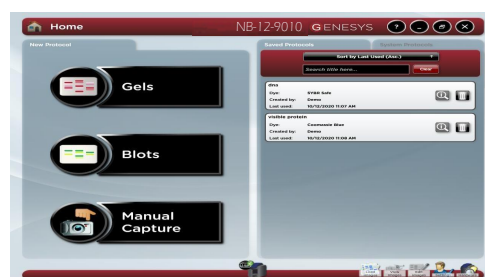 Home
NB-12-9010 GENESYS
New Protocol
Saved Protocols
System Protocols
Sort by Last Used (Asc.)
Search title here...
Clear
Gels
dna
Dye: SYBR Safe
Created by: Demo
Last used: 10/12/2020 11:07 AM
visible protein
Dye: Coomassie Blue
Created by: Demo
Last used: 10/12/2020 11:08 AM
Blots
Manual
Capture